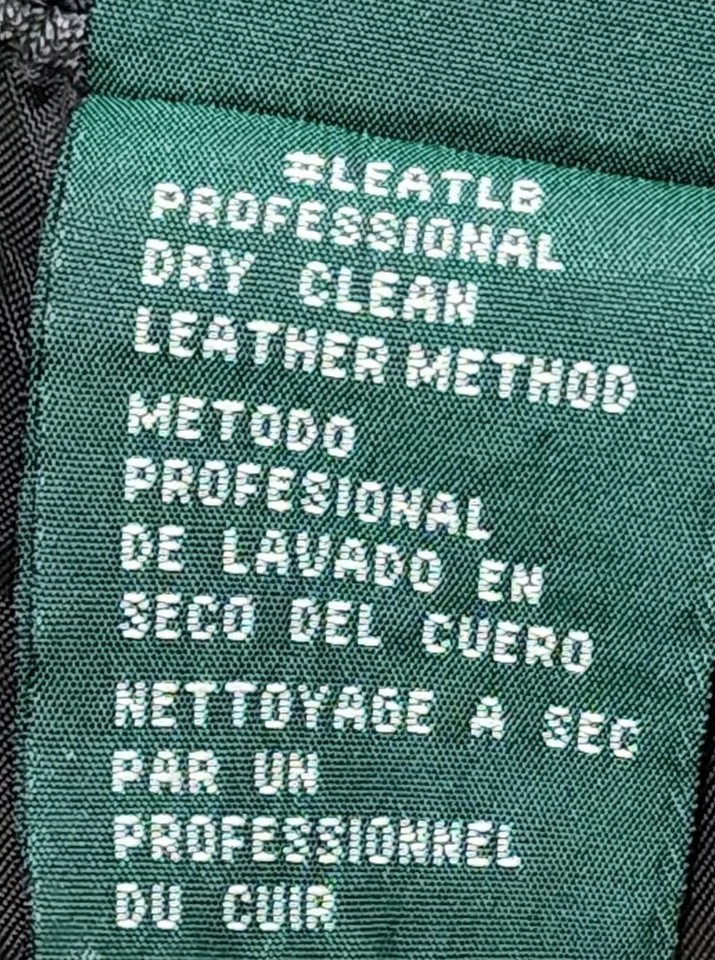 #LEATLB
PROFESSIONAL
DRY CLEAN
LEATHER METHOD
METODO
PROFESIONAL
DE LAVADO EN
SECO DEL CUERO
NETTOYAGE A SEC
PAR UN
PROFESSIONNEL
DU CUIR